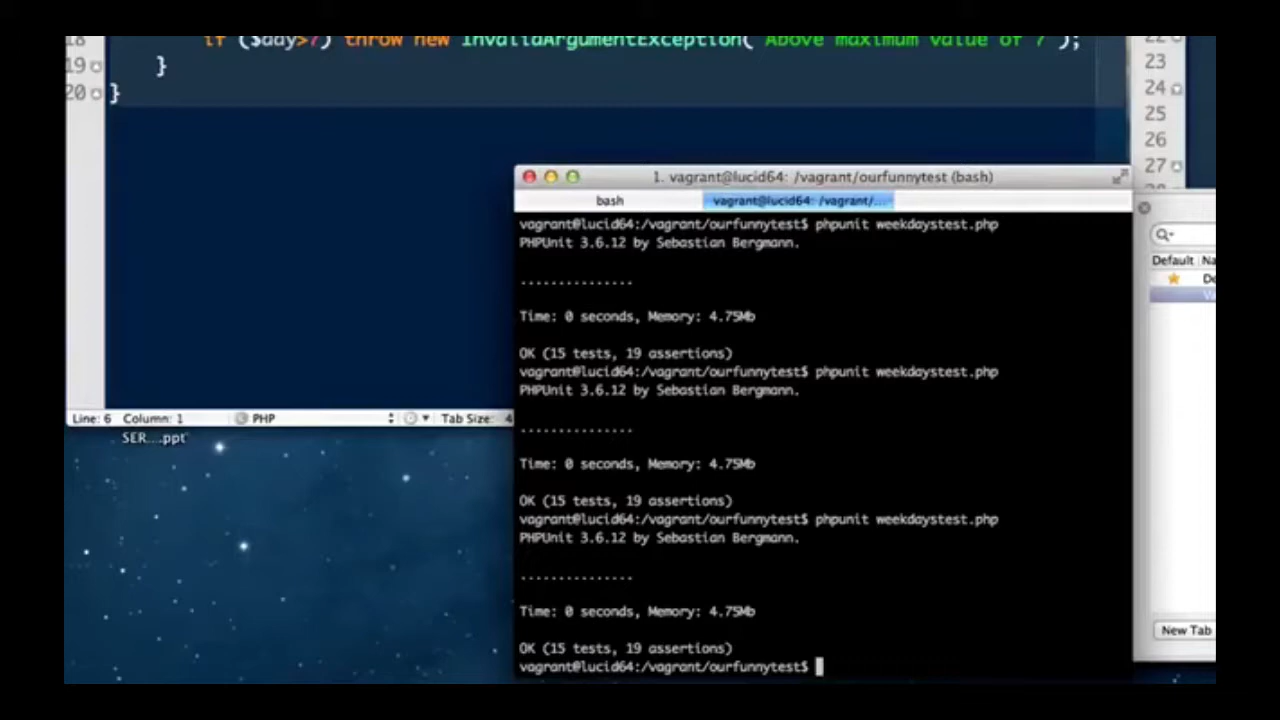 18 if ($day>7) throw new InvalidArgumentException('Above maximum value of 7');
19 }
20 }
22
23
24
25
26
27
1. vagrant@lucid64: /vagrant/ourfunnytest (bash)
bash vagrant@lucid64: /vagrant/...
vagrant@lucid64:/vagrant/ourfunnytest$ phpunit weekdaystest.php
PHPUnit 3.6.12 by Sebastian Bergmann.
...............
Time: 0 seconds, Memory: 4.75Mb
OK (15 tests, 19 assertions)
vagrant@lucid64:/vagrant/ourfunnytest$ phpunit weekdaystest.php
PHPUnit 3.6.12 by Sebastian Bergmann.
...............
Time: 0 seconds, Memory: 4.75Mb
OK (15 tests, 19 assertions)
vagrant@lucid64:/vagrant/ourfunnytest$ phpunit weekdaystest.php
PHPUnit 3.6.12 by Sebastian Bergmann.
...............
Time: 0 seconds, Memory: 4.75Mb
OK (15 tests, 19 assertions)
vagrant@lucid64:/vagrant/ourfunnytest$
Line: 6 Column: 1 PHP Tab Size: 4
SER....ppt
Default Na
De
New Tab